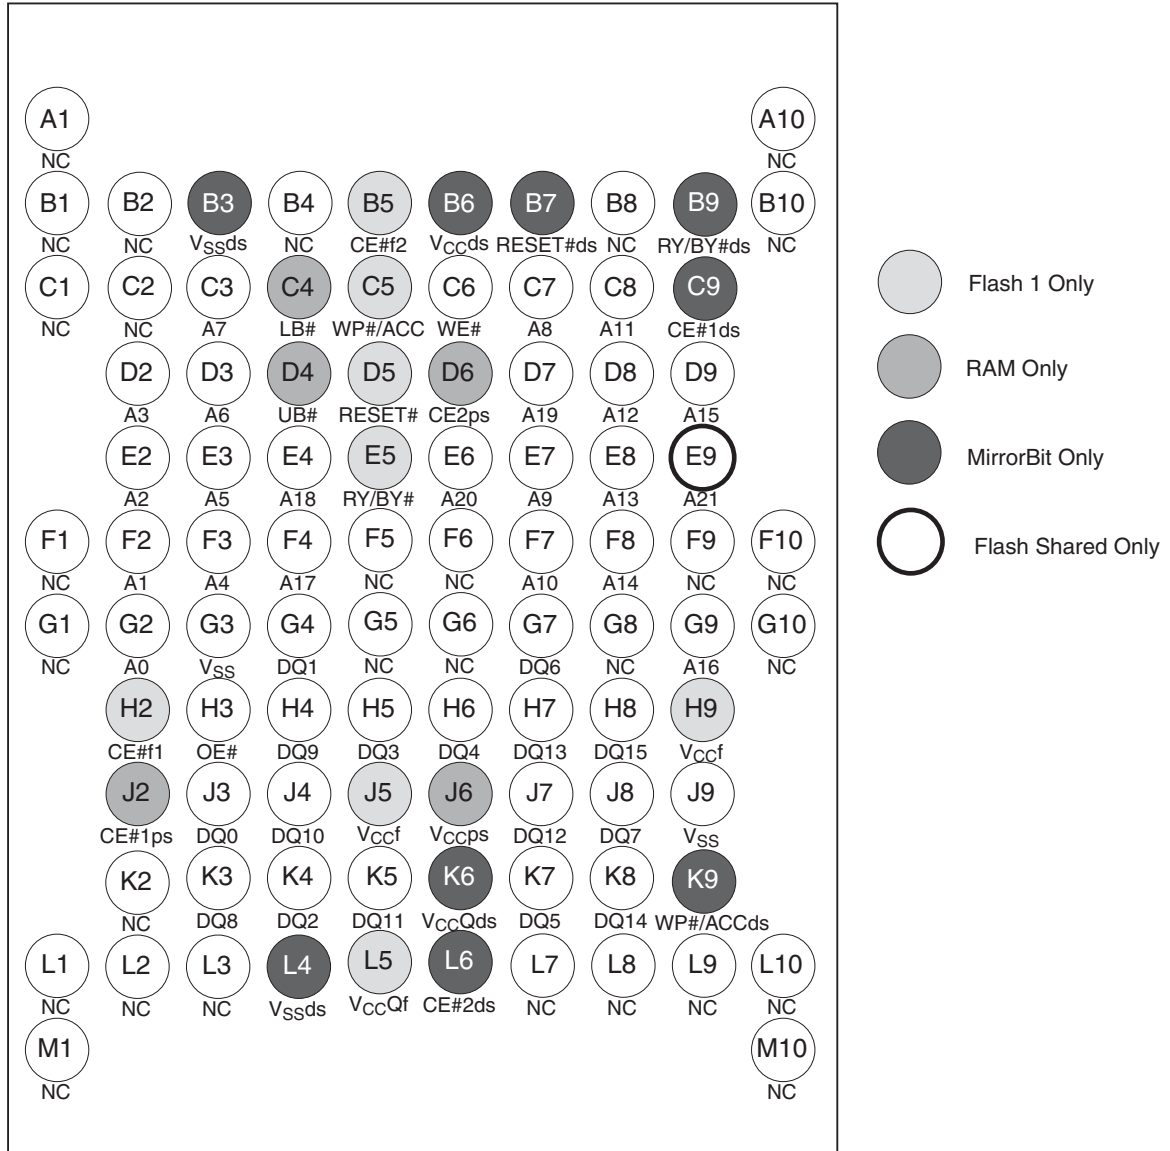 A1 A10
NC NC
B1 B2 B3 B4 B5 B6 B7 B8 B9 B10
NC NC VSSds NC CE#f2 VCCds RESET#ds NC RY/BY#ds NC
C1 C2 C3 C4 C5 C6 C7 C8 C9
NC NC A7 LB# WP#/ACC WE# A8 A11 CE#1ds
D2 D3 D4 D5 D6 D7 D8 D9
A3 A6 UB# RESET# CE2ps A19 A12 A15
E2 E3 E4 E5 E6 E7 E8 E9
A2 A5 A18 RY/BY# A20 A9 A13 A21
F1 F2 F3 F4 F5 F6 F7 F8 F9 F10
NC A1 A4 A17 NC NC A10 A14 NC NC
G1 G2 G3 G4 G5 G6 G7 G8 G9 G10
NC A0 VSS DQ1 NC NC DQ6 NC A16 NC
H2 H3 H4 H5 H6 H7 H8 H9
CE#f1 OE# DQ9 DQ3 DQ4 DQ13 DQ15 VCCf
J2 J3 J4 J5 J6 J7 J8 J9
CE#1ps DQ0 DQ10 VCCf VCCps DQ12 DQ7 VSS
K2 K3 K4 K5 K6 K7 K8 K9
NC DQ8 DQ2 DQ11 VCCQds DQ5 DQ14 WP#/ACCds
L1 L2 L3 L4 L5 L6 L7 L8 L9 L10
NC NC NC VSSds VCCQf CE#2ds NC NC NC NC
M1 M10
NC NC
Flash 1 Only
RAM Only
MirrorBit Only
Flash Shared Only